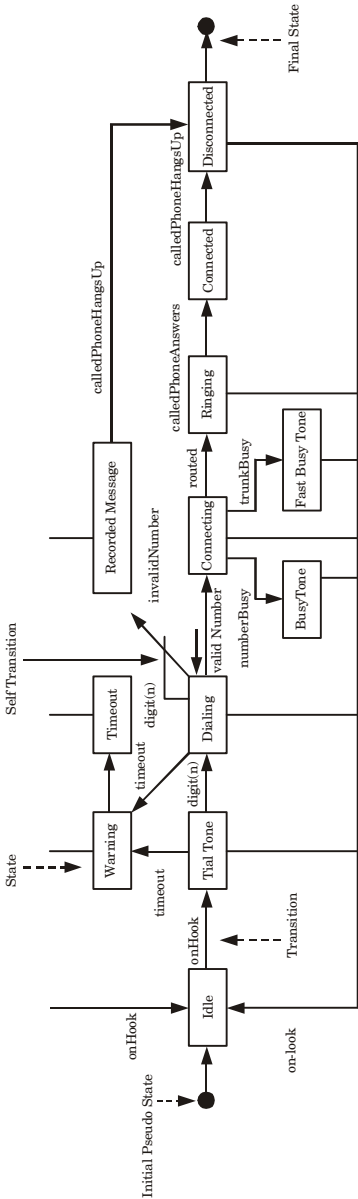 Initial Pseudo State
Idle
onHook
on-look
onHook
Transition
State
Warning
timeout
Tial Tone
digit(n)
timeout
Timeout
Self Transition
digit(n)
Dialing
invalidNumber
valid Number
numberBusy
BusyTone
Connecting
trunkBusy
Fast Busy Tone
routed
Recorded Message
Ringing
calledPhoneAnswers
calledPhoneHangsUp
Connected
calledPhoneHangsUp
Disconnected
Final State